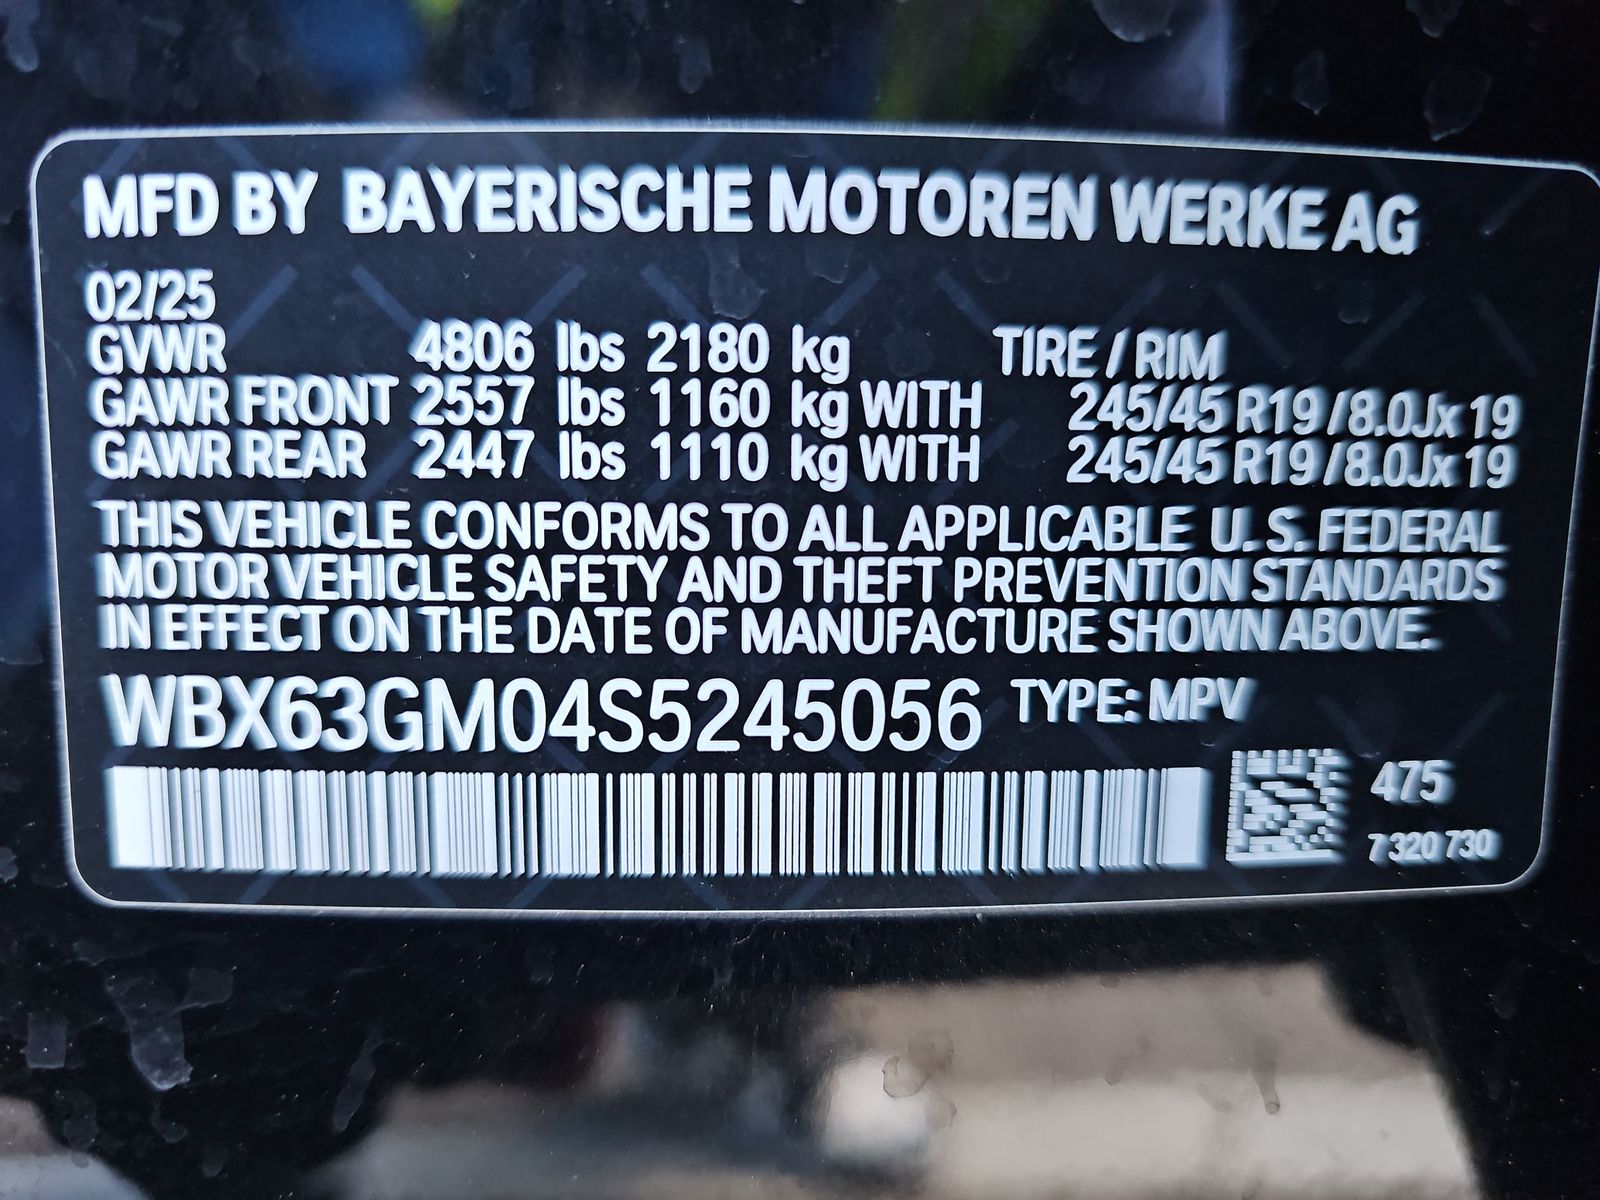 MFD BY BAYERISCHE MOTOREN WERKE AG
02/25
GVWR 4806 lbs 2180 kg TIRE / RIM
GAWR FRONT 2557 lbs 1160 kg WITH 245/45 R19 /8.0Jx 19
GAWR REAR 2447 lbs 1110 kg WITH 245/45 R19 /8.0Jx 19
THIS VEHICLE CONFORMS TO ALL APPLICABLE U. S. FEDERAL
MOTOR VEHICLE SAFETY AND THEFT PREVENTION STANDARDS
IN EFFECT ON THE DATE OF MANUFACTURE SHOWN ABOVE.
WBX63GM04S5245056 TYPE: MPV
475
7 320 730